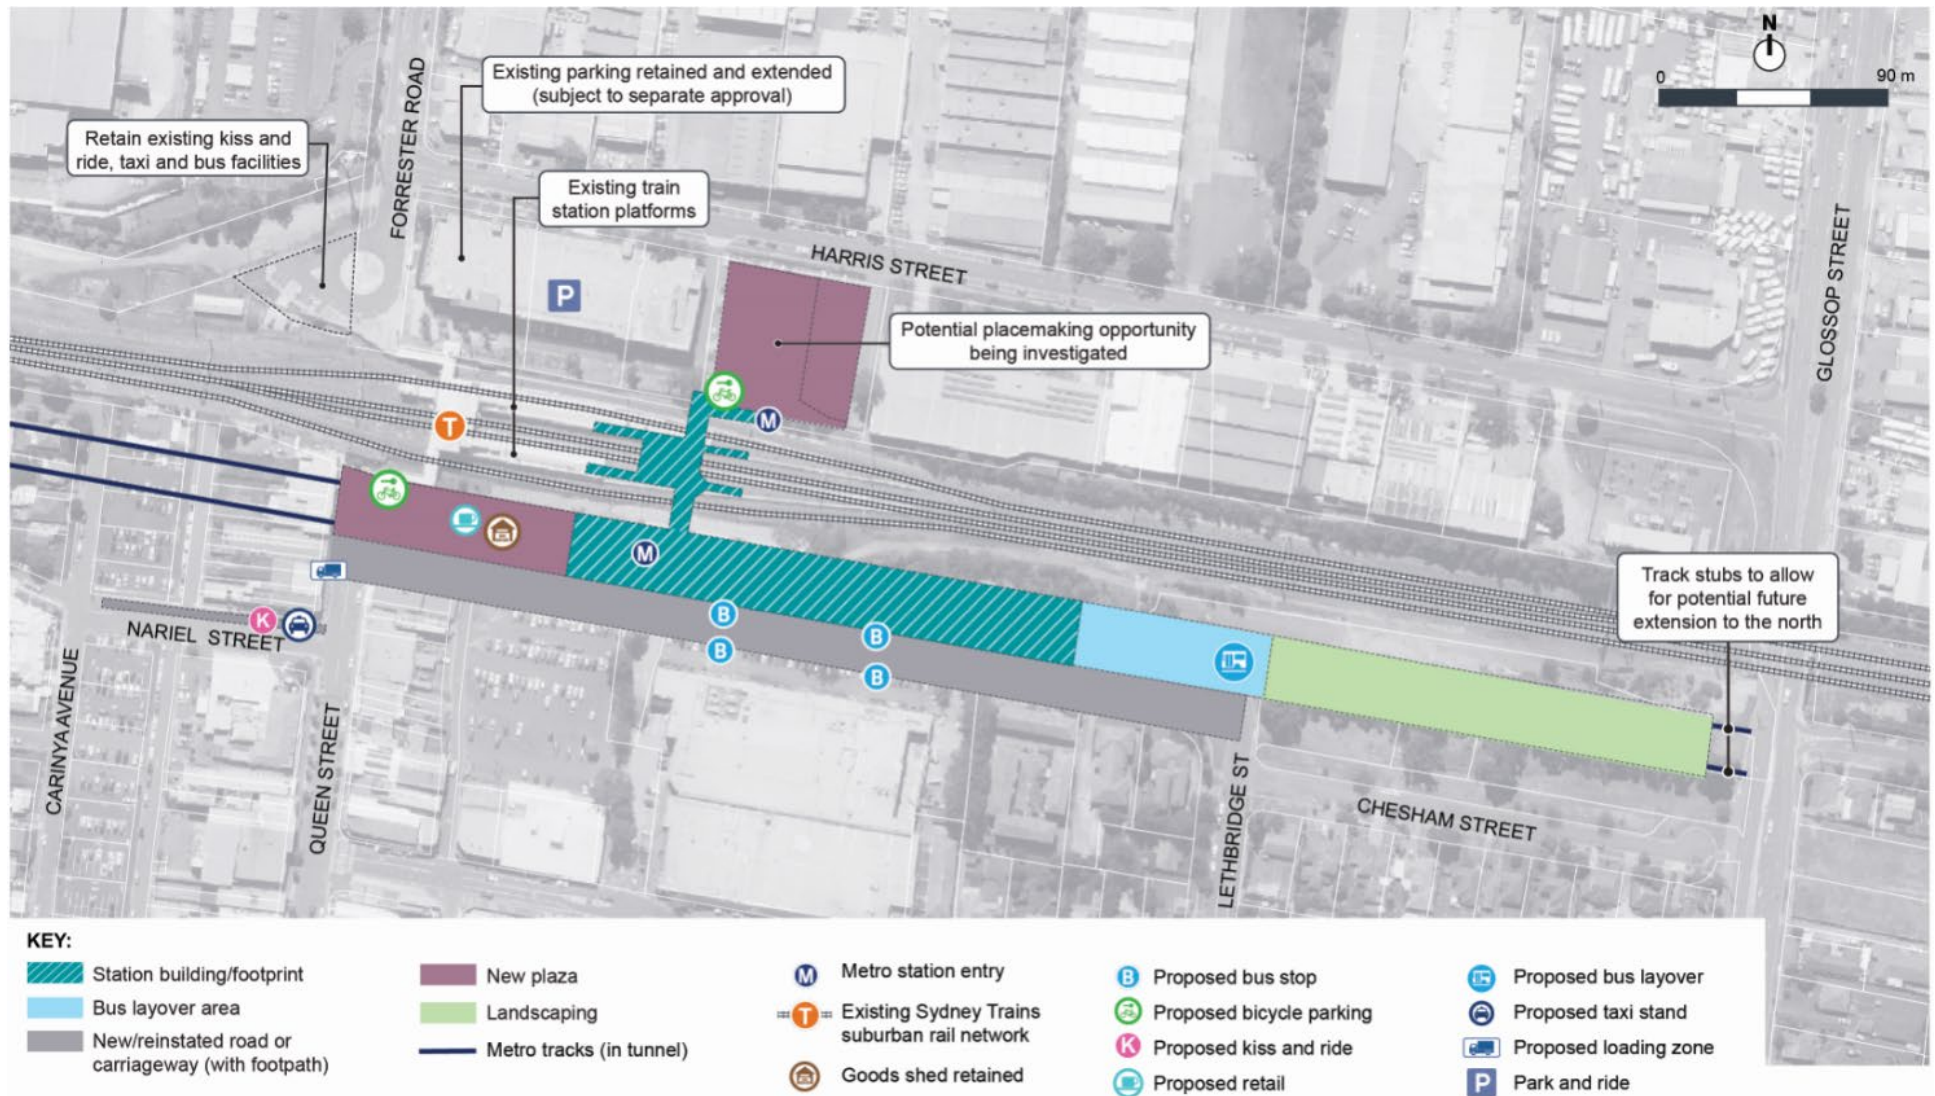 N
0 90 m
Existing parking retained and extended
(subject to separate approval)
Retain existing kiss and
ride, taxi and bus facilities
FORRESTER ROAD
Existing train
station platforms
HARRIS STREET
GLOSSOP STREET
P
Potential placemaking opportunity
being investigated
M
T
M
Track stubs to allow
for potential future
extension to the north
K
NARIEL STREET
B
B
B
B
CARINYA AVENUE
QUEEN STREET
LETHBRIDGE ST
CHESHAM STREET
KEY:
Station building/footprint
Bus layover area
New/reinstated road or
carriageway (with footpath)
New plaza
Landscaping
Metro tracks (in tunnel)
M Metro station entry
T Existing Sydney Trains
suburban rail network
Goods shed retained
B Proposed bus stop
Proposed bicycle parking
K Proposed kiss and ride
Proposed retail
Proposed bus layover
Proposed taxi stand
Proposed loading zone
P Park and ride